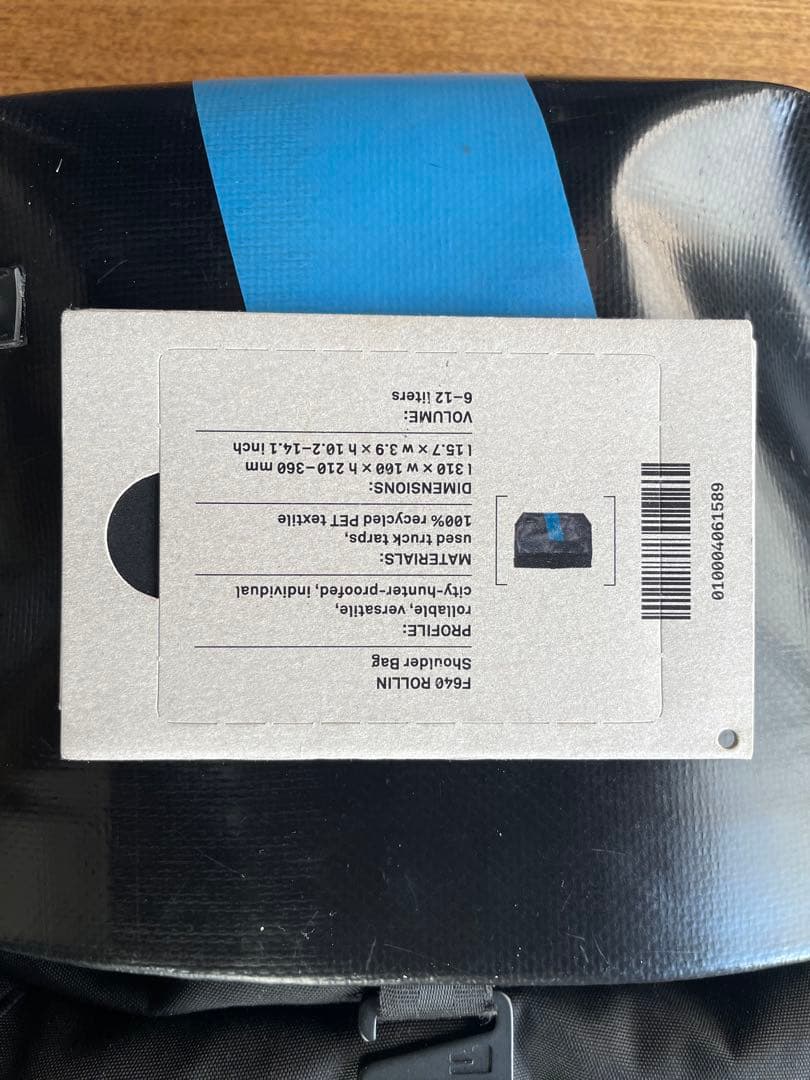 F640 ROLLIN
Shoulder Bag
PROFILE:
rollable, versatile,
city-hunter-proofed, individual
MATERIALS:
used truck tarps,
100% recycled PET textile
DIMENSIONS:
l 310 × w 100 × h 210–360 mm
l 15.7 × w 3.9 × h 10.2–14.1 inch
VOLUME:
6–12 liters
010004061589